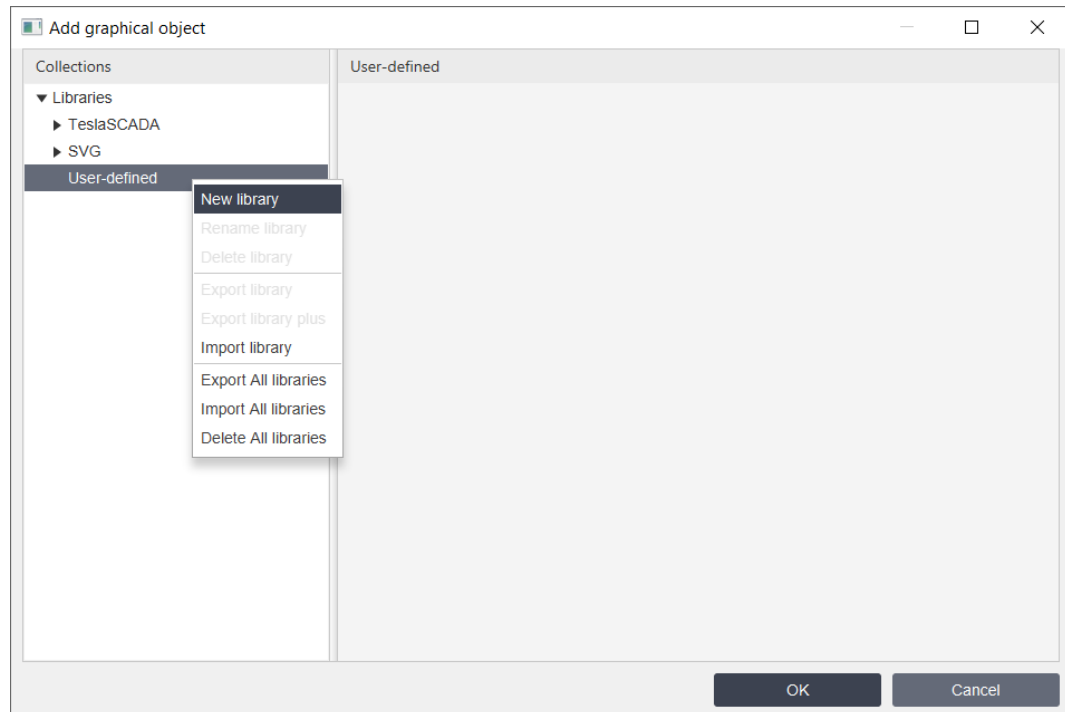 Add graphical object
Collections
User-defined
Libraries
TeslaSCADA
SVG
User-defined
New library
Rename library
Delete library
Export library
Export library plus
Import library
Export All libraries
Import All libraries
Delete All libraries
OK
Cancel